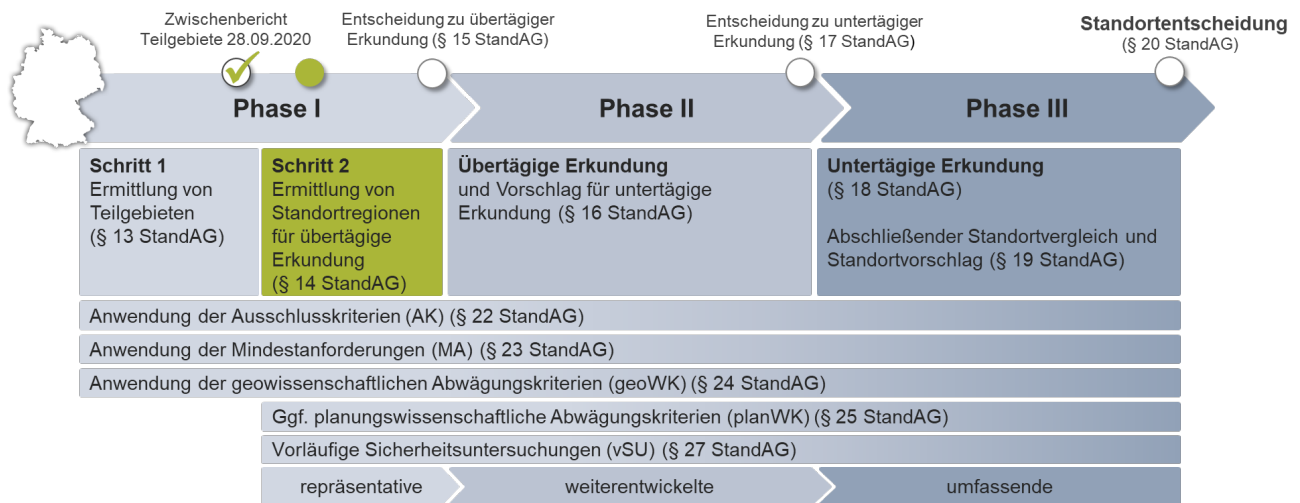 Zwischenbericht
Teilgebiete 28.09.2020
Entscheidung zu übertägiger
Erkundung (§ 15 StandAG)
Entscheidung zu untertägiger
Erkundung (§ 17 StandAG)
Standortentscheidung
(§ 20 StandAG)
Phase I
Phase II
Phase III
Schritt 1
Ermittlung von
Teilgebieten
(§ 13 StandAG)
Schritt 2
Ermittlung von
Standortregionen
für übertägige
Erkundung
(§ 14 StandAG)
Übertägige Erkundung
und Vorschlag für untertägige
Erkundung (§ 16 StandAG)
Untertägige Erkundung
(§ 18 StandAG)
Abschließender Standortvergleich und
Standortvorschlag (§ 19 StandAG)
Anwendung der Ausschlusskriterien (AK) (§ 22 StandAG)
Anwendung der Mindestanforderungen (MA) (§ 23 StandAG)
Anwendung der geowissenschaftlichen Abwägungskriterien (geoWK) (§ 24 StandAG)
Ggf. planungswissenschaftliche Abwägungskriterien (planWK) (§ 25 StandAG)
Vorläufige Sicherheitsuntersuchungen (vSU) (§ 27 StandAG)
repräsentative
weiterentwickelte
umfassende